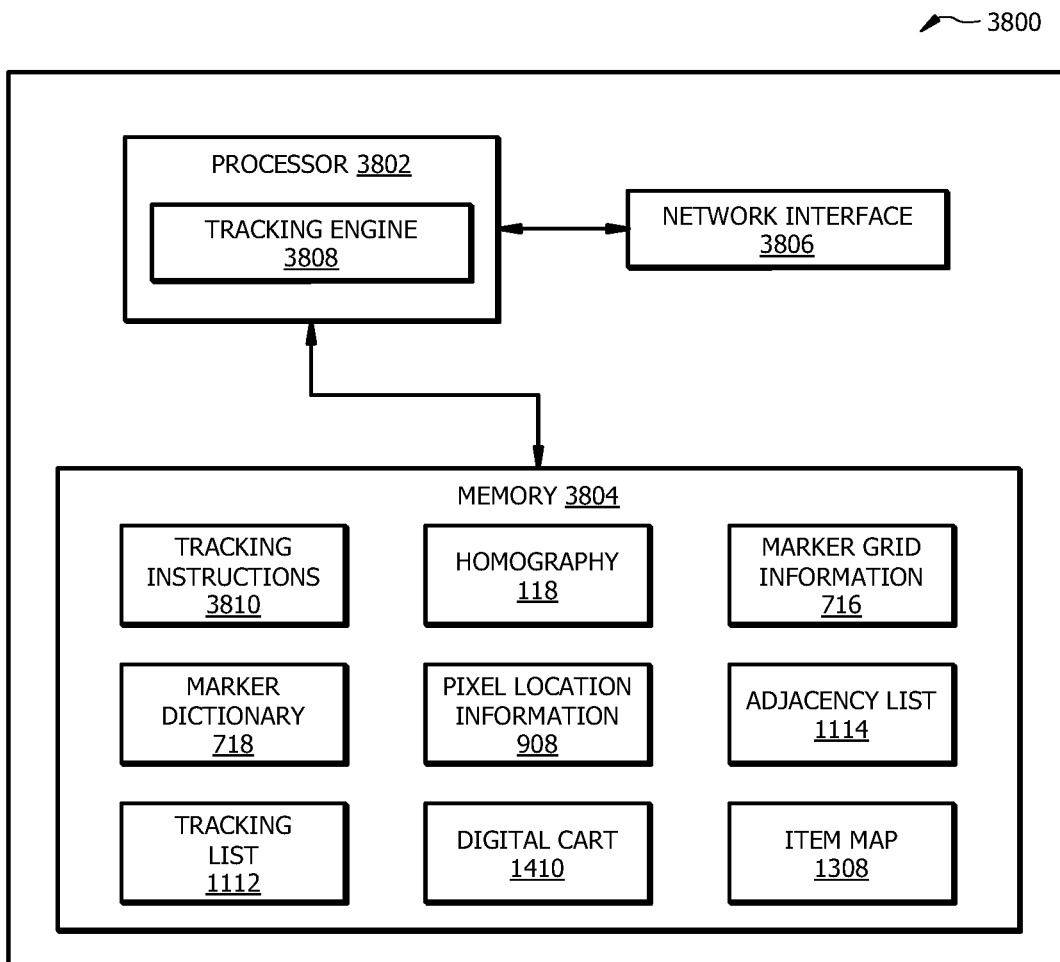 3800
PROCESSOR 3802
TRACKING ENGINE
3808
NETWORK INTERFACE
3806
MEMORY 3804
TRACKING
INSTRUCTIONS
3810
HOMOGRAPHY
118
MARKER GRID
INFORMATION
716
MARKER
DICTIONARY
718
PIXEL LOCATION
INFORMATION
908
ADJACENCY LIST
1114
TRACKING
LIST
1112
DIGITAL CART
1410
ITEM MAP
1308